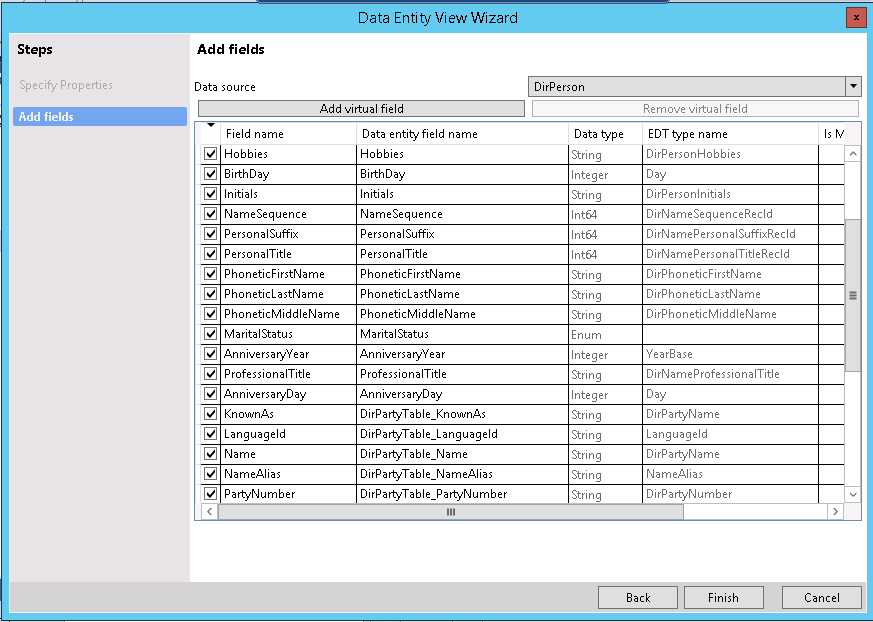 Data Entity View Wizard
x
Steps
Add fields
Specify Properties
Data source
DirPerson
Add fields
Add virtual field
Remove virtual field
Field name Data entity field name Data type EDT type name Is M
Hobbies Hobbies String DirPersonHobbies
BirthDay BirthDay Integer Day
Initials Initials String DirPersonInitials
NameSequence NameSequence Int64 DirNameSequenceRecId
PersonalSuffix PersonalSuffix Int64 DirNamePersonalSuffixRecId
PersonalTitle PersonalTitle Int64 DirNamePersonalTitleRecId
PhoneticFirstName PhoneticFirstName String DirPhoneticFirstName
PhoneticLastName PhoneticLastName String DirPhoneticLastName
PhoneticMiddleName PhoneticMiddleName String DirPhoneticMiddleName
MaritalStatus MaritalStatus Enum
AnniversaryYear AnniversaryYear Integer YearBase
ProfessionalTitle ProfessionalTitle String DirNameProfessionalTitle
AnniversaryDay AnniversaryDay Integer Day
KnownAs DirPartyTable_KnownAs String DirPartyName
LanguageId DirPartyTable_LanguageId String LanguageId
Name DirPartyTable_Name String DirPartyName
NameAlias DirPartyTable_NameAlias String NameAlias
PartyNumber DirPartyTable_PartyNumber String DirPartyNumber
Back
Finish
Cancel